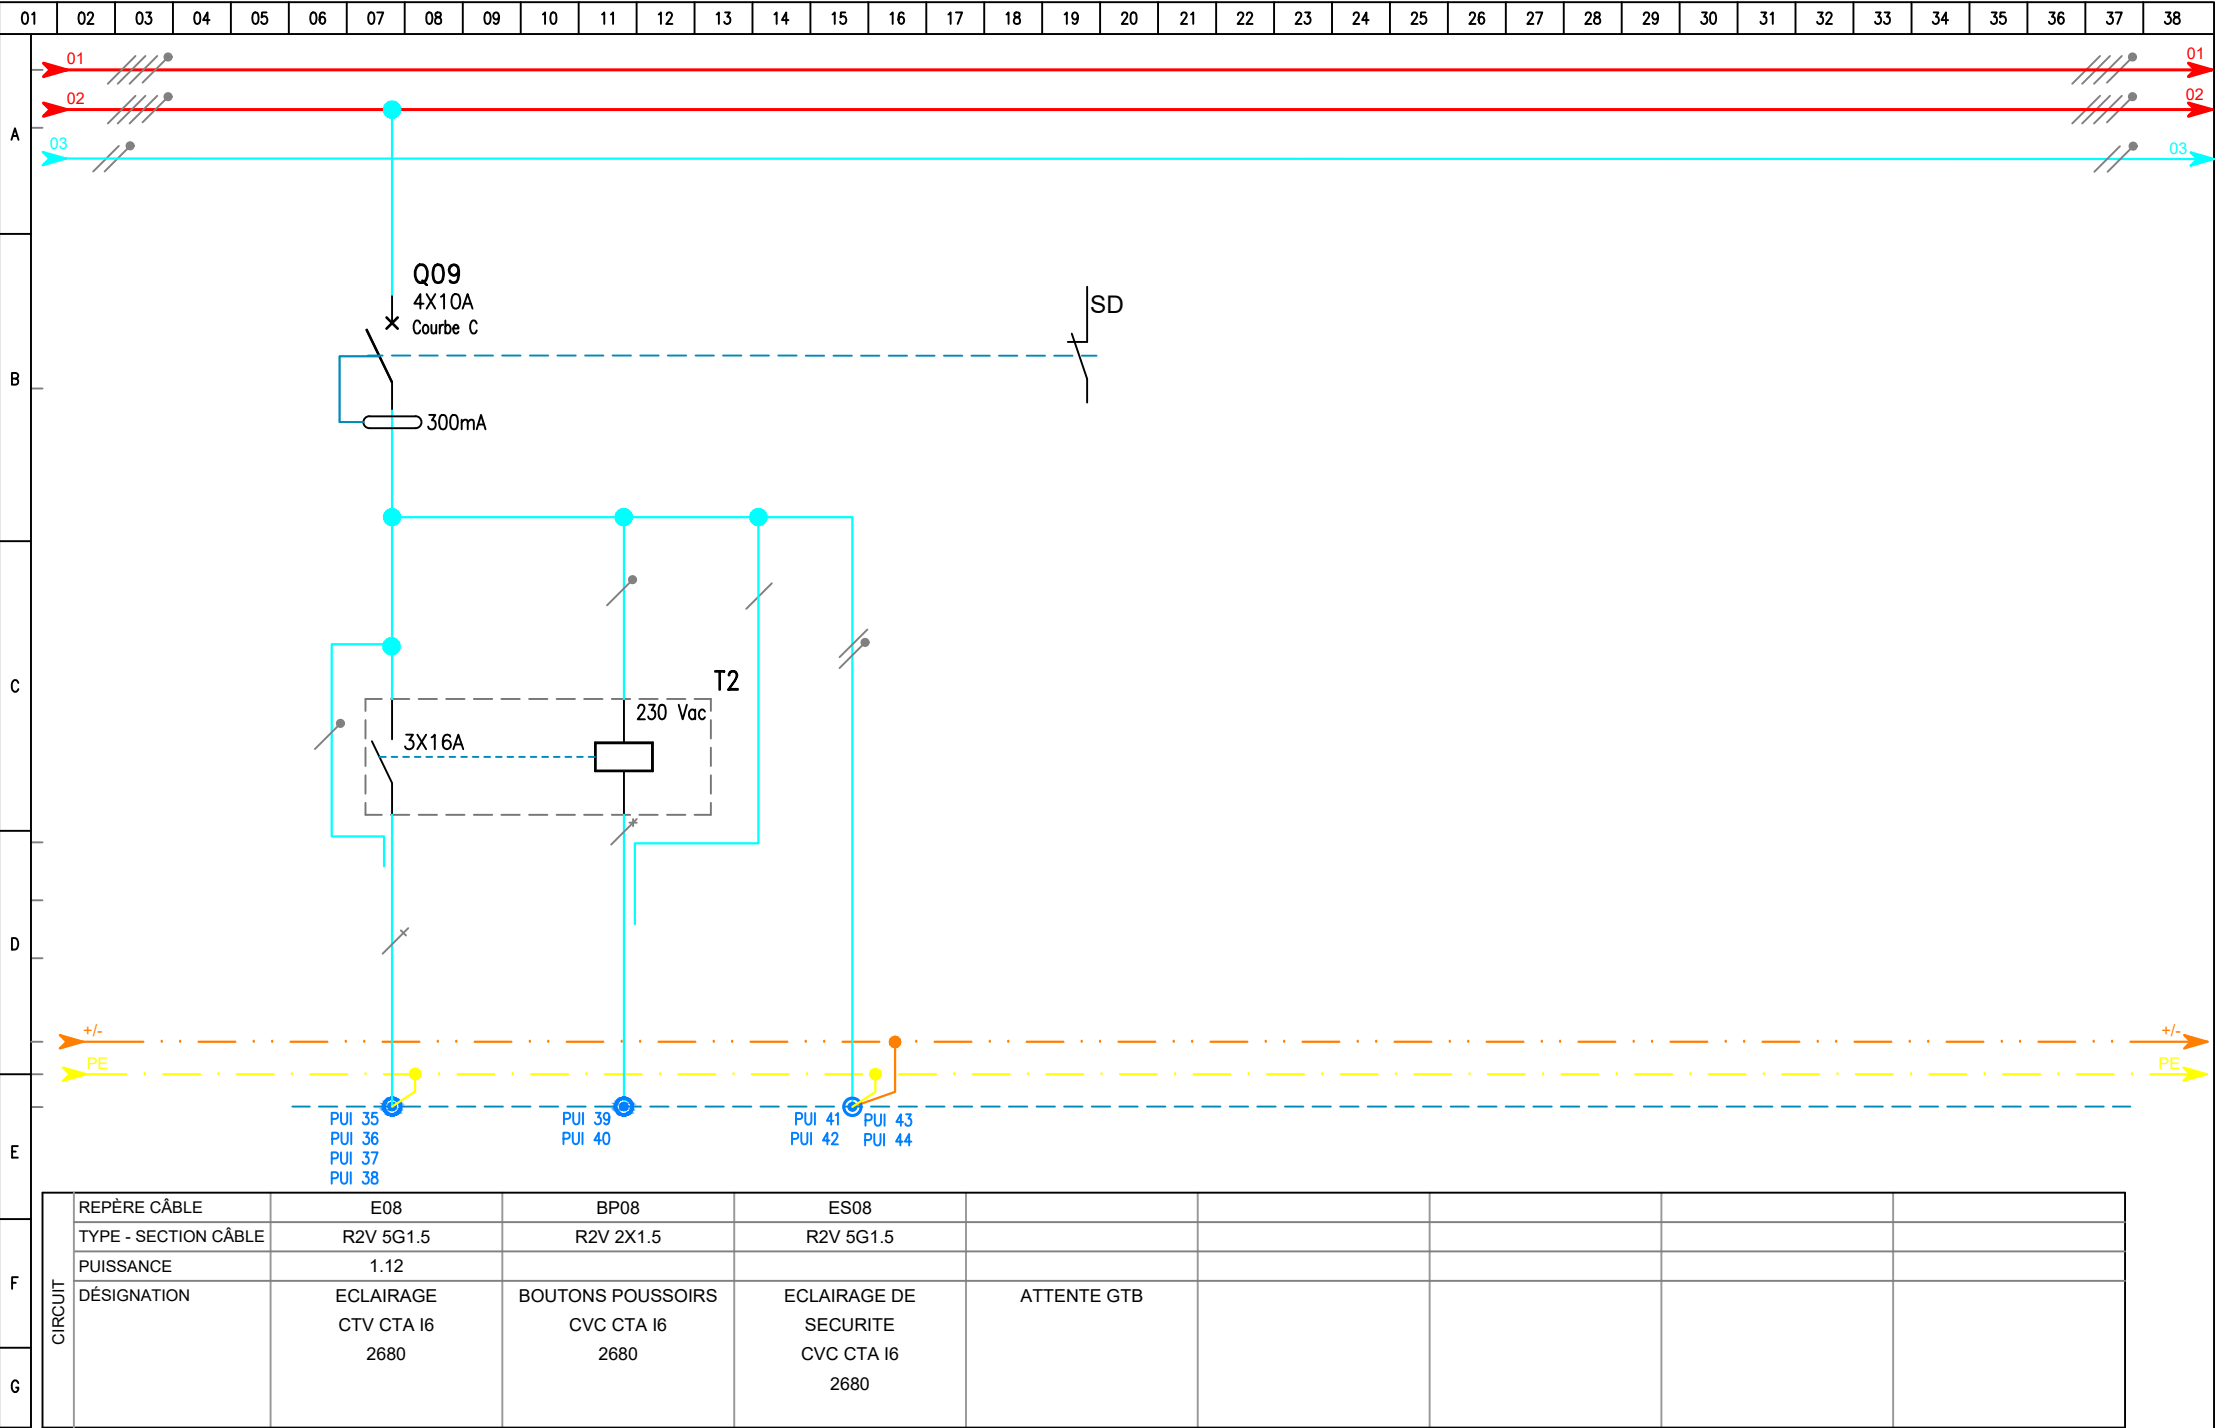 01 02 03 04 05 06 07 08 09 10 11 12 13 14 15 16 17 18 19 20 21 22 23 24 25 26 27 28 29 30 31 32 33 34 35 36 37 38
01 01
02 02
A
03 03
Q09
4X10A
Courbe C
SD
B
300mA
C
T2
230 Vac
3X16A
D
+/- +/-
PE PE
PUI 35 PUI 39 PUI 41 PUI 43
PUI 36 PUI 40 PUI 42 PUI 44
E
PUI 37
PUI 38
REPÈRE CÂBLE E08 BP08 ES08
TYPE - SECTION CÂBLE R2V 5G1.5 R2V 2X1.5 R2V 5G1.5
PUISSANCE 1.12
F
CIRCUIT
DÉSIGNATION ECLAIRAGE BOUTONS POUSSOIRS ECLAIRAGE DE ATTENTE GTB
CTV CTA I6 CVC CTA I6 SECURITE
2680 2680 CVC CTA I6
G
2680